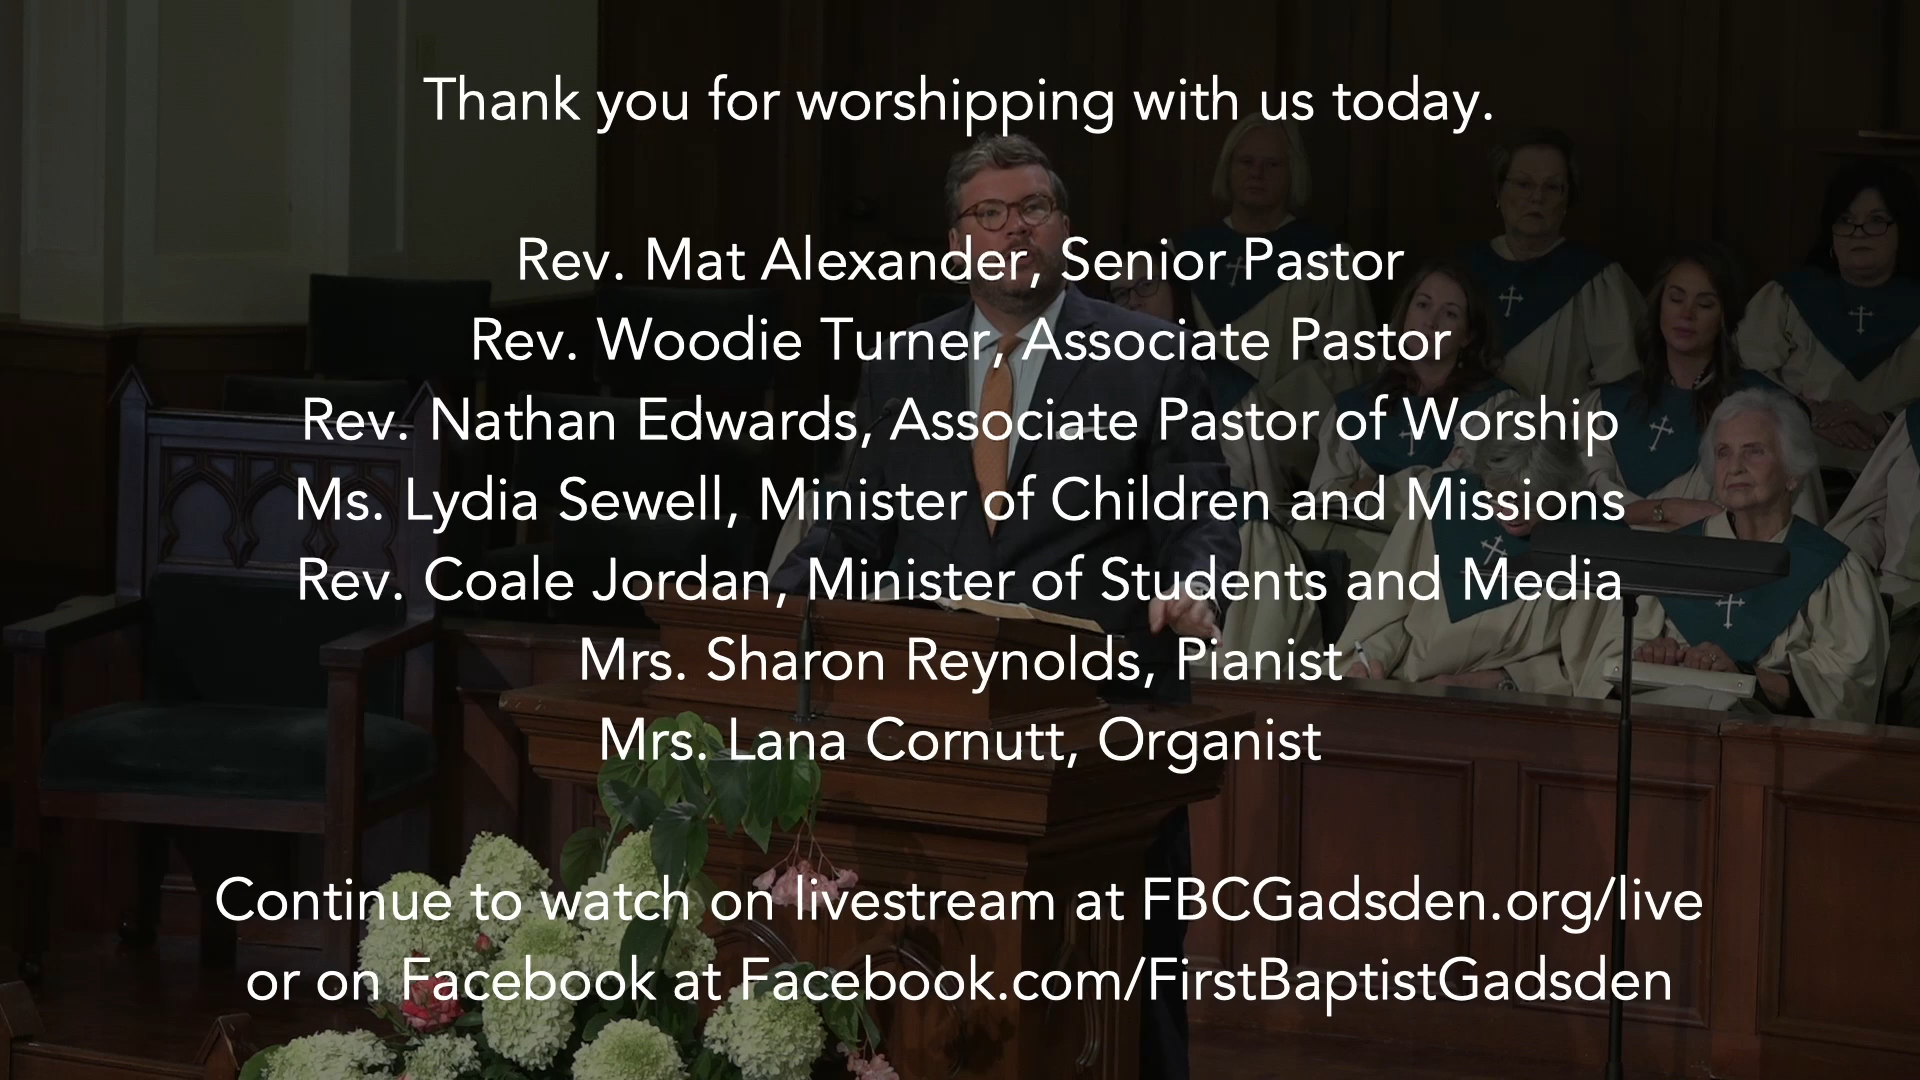 Thank you for worshipping with us today.
Rev. Mat Alexander, Senior Pastor
Rev. Woodie Turner, Associate Pastor
Rev. Nathan Edwards, Associate Pastor of Worship
Ms. Lydia Sewell, Minister of Children and Missions
Rev. Coale Jordan, Minister of Students and Media
Mrs. Sharon Reynolds, Pianist
Mrs. Lana Cornutt, Organist
Continue to watch on livestream at FBCGadsden.org/live
or on Facebook at Facebook.com/FirstBaptistGadsden